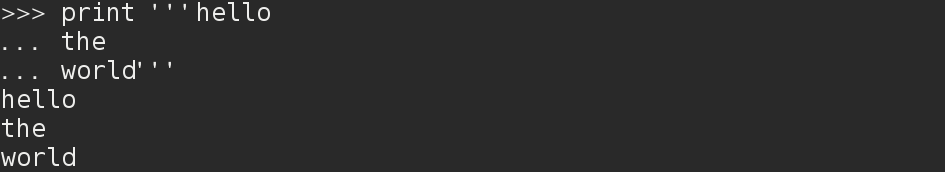 >>> print '''hello
... the
... world'''
hello
the
world